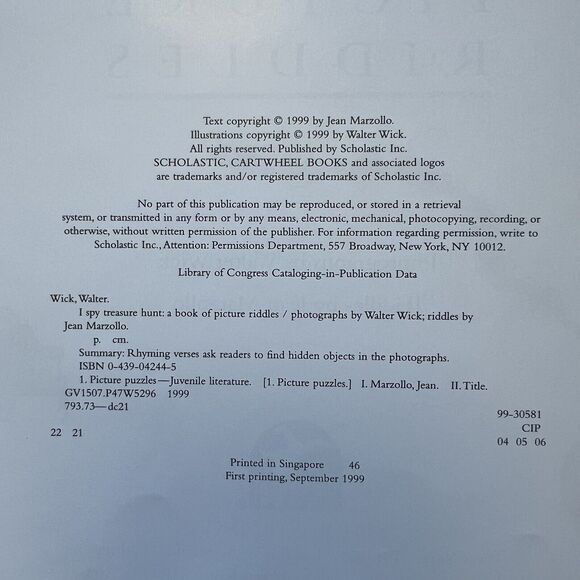 RIDDLES
Text copyright © 1999 by Jean Marzollo.
Illustrations copyright © 1999 by Walter Wick.
All rights reserved. Published by Scholastic Inc.
SCHOLASTIC, CARTWHEEL BOOKS and associated logos
are trademarks and/or registered trademarks of Scholastic Inc.
No part of this publication may be reproduced, or stored in a retrieval
system, or transmitted in any form or by any means, electronic, mechanical, photocopying, recording, or
otherwise, without written permission of the publisher. For information regarding permission, write to
Scholastic Inc., Attention: Permissions Department, 557 Broadway, New York, NY 10012.
Library of Congress Cataloging-in-Publication Data
Wick, Walter.
I spy treasure hunt: a book of picture riddles / photographs by Walter Wick; riddles by
Jean Marzollo.
p. cm.
Summary: Rhyming verses ask readers to find hidden objects in the photographs.
ISBN 0-439-04244-5
1. Picture puzzles—Juvenile literature. [1. Picture puzzles.] I. Marzollo, Jean. II. Title.
GV1507.P47W5296 1999
793.73—dc21
99-30581
CIP
22 21
04 05 06
Printed in Singapore 46
First printing, September 1999